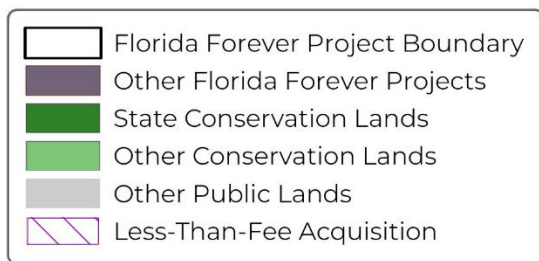 Florida Forever Project Boundary
Other Florida Forever Projects
State Conservation Lands
Other Conservation Lands
Other Public Lands
Less-Than-Fee Acquisition